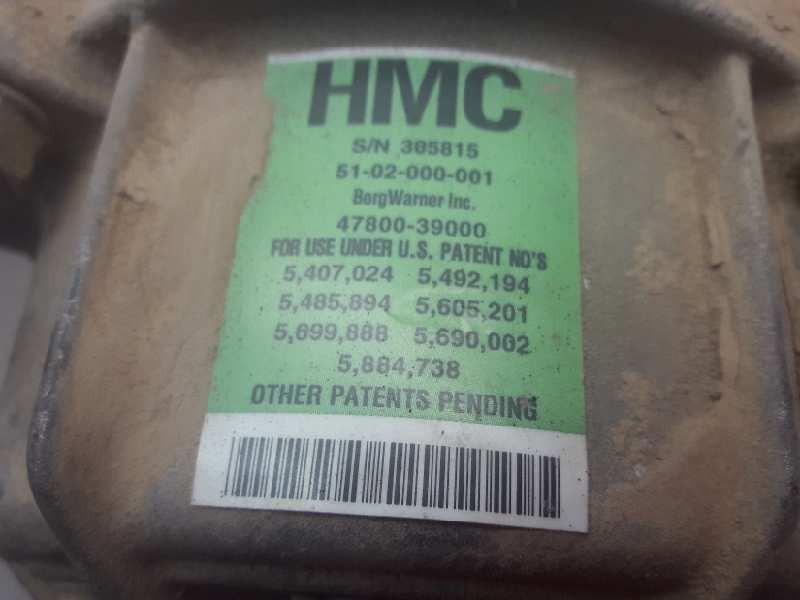 HMC
S/N 305815
51-02-000-001
BorgWarner Inc.
47800-39000
FOR USE UNDER U.S. PATENT NO'S
5,407,024 5,492,194
5,485,894 5,605,201
5,699,888 5,690,002
5,884,738
OTHER PATENTS PENDING